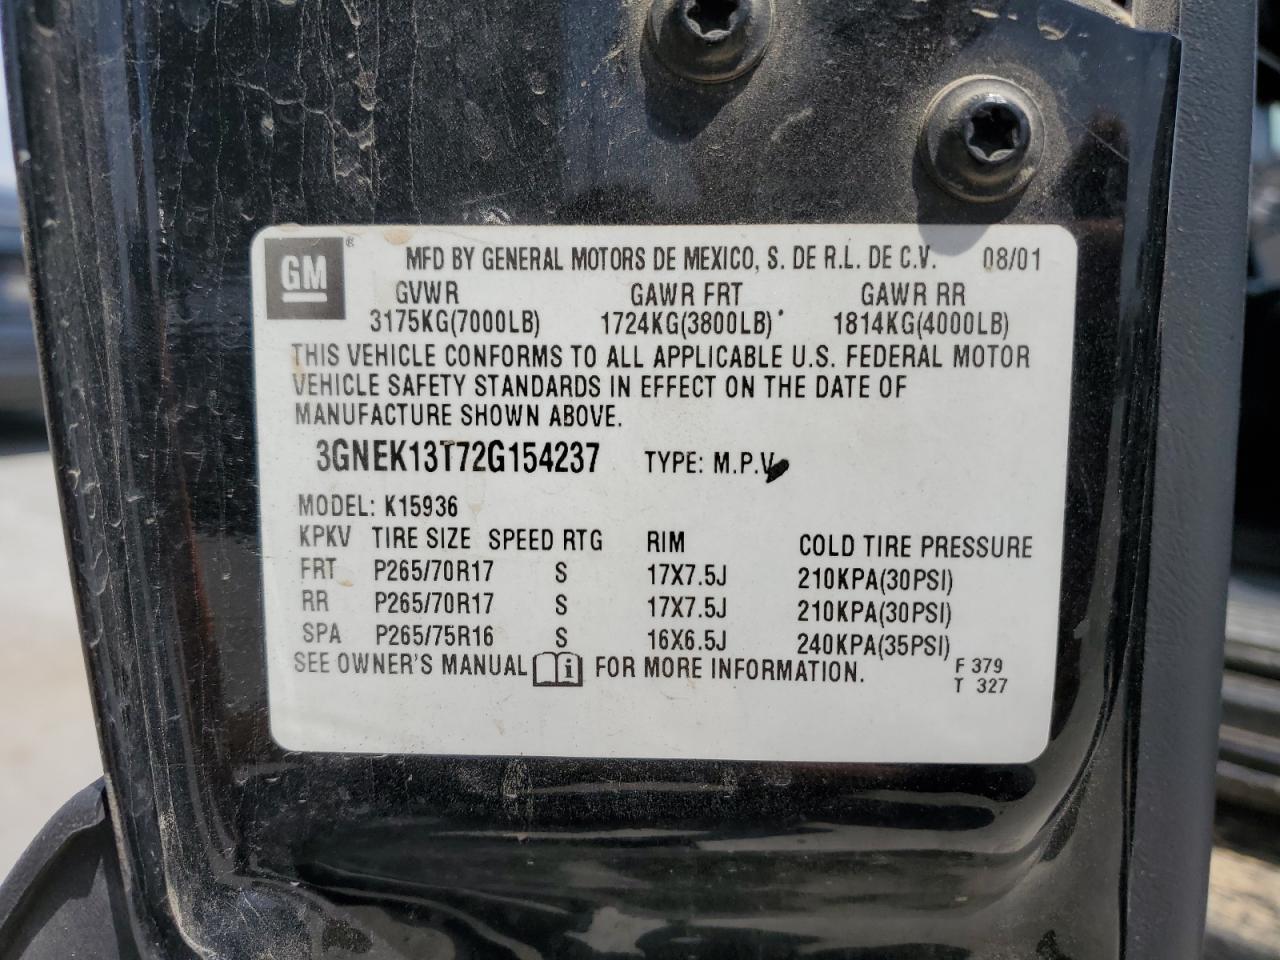 GM ® MFD BY GENERAL MOTORS DE MEXICO, S. DE R.L. DE C.V. 08/01
GVWR GAWR FRT GAWR RR
3175KG(7000LB) 1724KG(3800LB) 1814KG(4000LB)
THIS VEHICLE CONFORMS TO ALL APPLICABLE U.S. FEDERAL MOTOR
VEHICLE SAFETY STANDARDS IN EFFECT ON THE DATE OF
MANUFACTURE SHOWN ABOVE.
3GNEK13T72G154237 TYPE: M.P.V
MODEL: K15936
KPKV TIRE SIZE SPEED RTG RIM COLD TIRE PRESSURE
FRT P265/70R17 S 17X7.5J 210KPA(30PSI)
RR P265/70R17 S 17X7.5J 210KPA(30PSI)
SPA P265/75R16 S 16X6.5J 240KPA(35PSI)
SEE OWNER'S MANUAL i FOR MORE INFORMATION. F 379
T 327